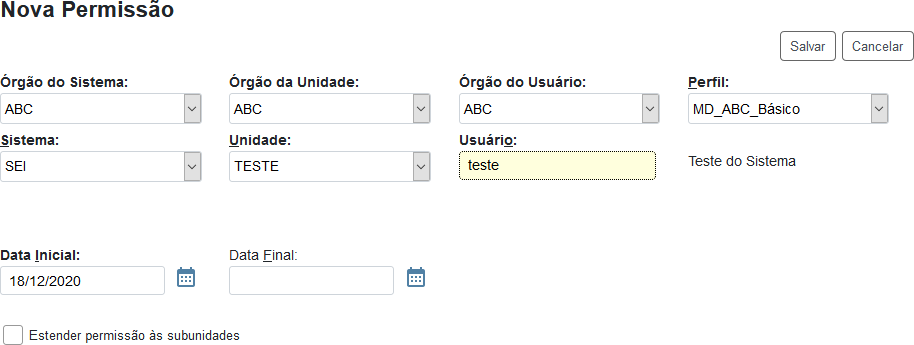 Nova Permissão
Salvar Cancelar
Órgão do Sistema: Órgão da Unidade: Órgão do Usuário: Perfil:
ABC ABC ABC MD_ABC_Básico
Sistema: Unidade: Usuário:
SEI TESTE teste Teste do Sistema
Data Inicial: Data Final:
18/12/2020
Estender permissão às subunidades